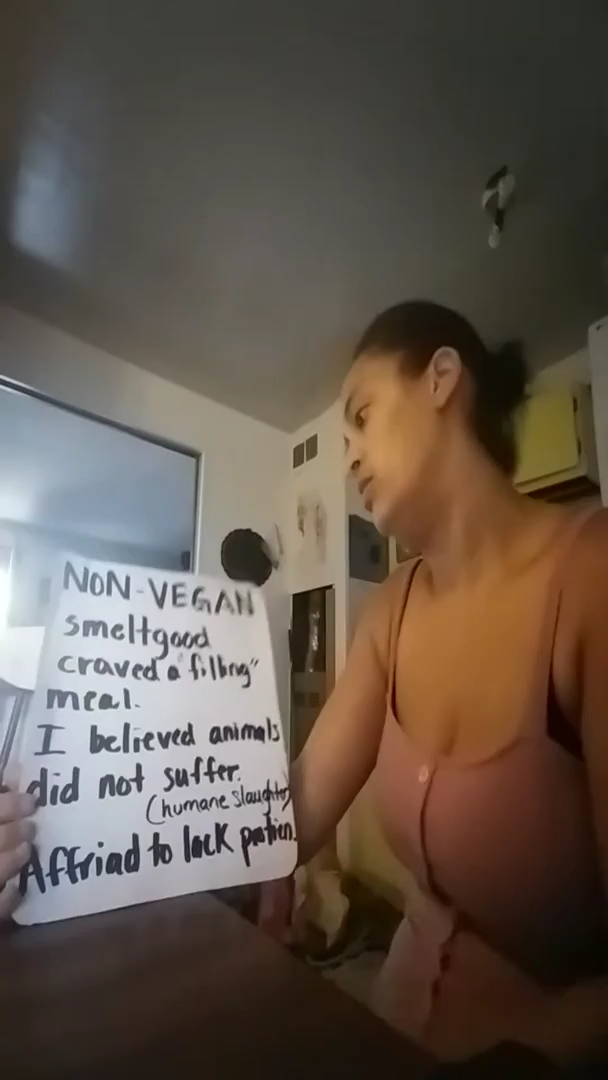 NON-VEGAN
smeltgood
craved a "filling"
meal.
I believed animals
did not suffer.
(humane slaughter)
Affriad to lack protien.